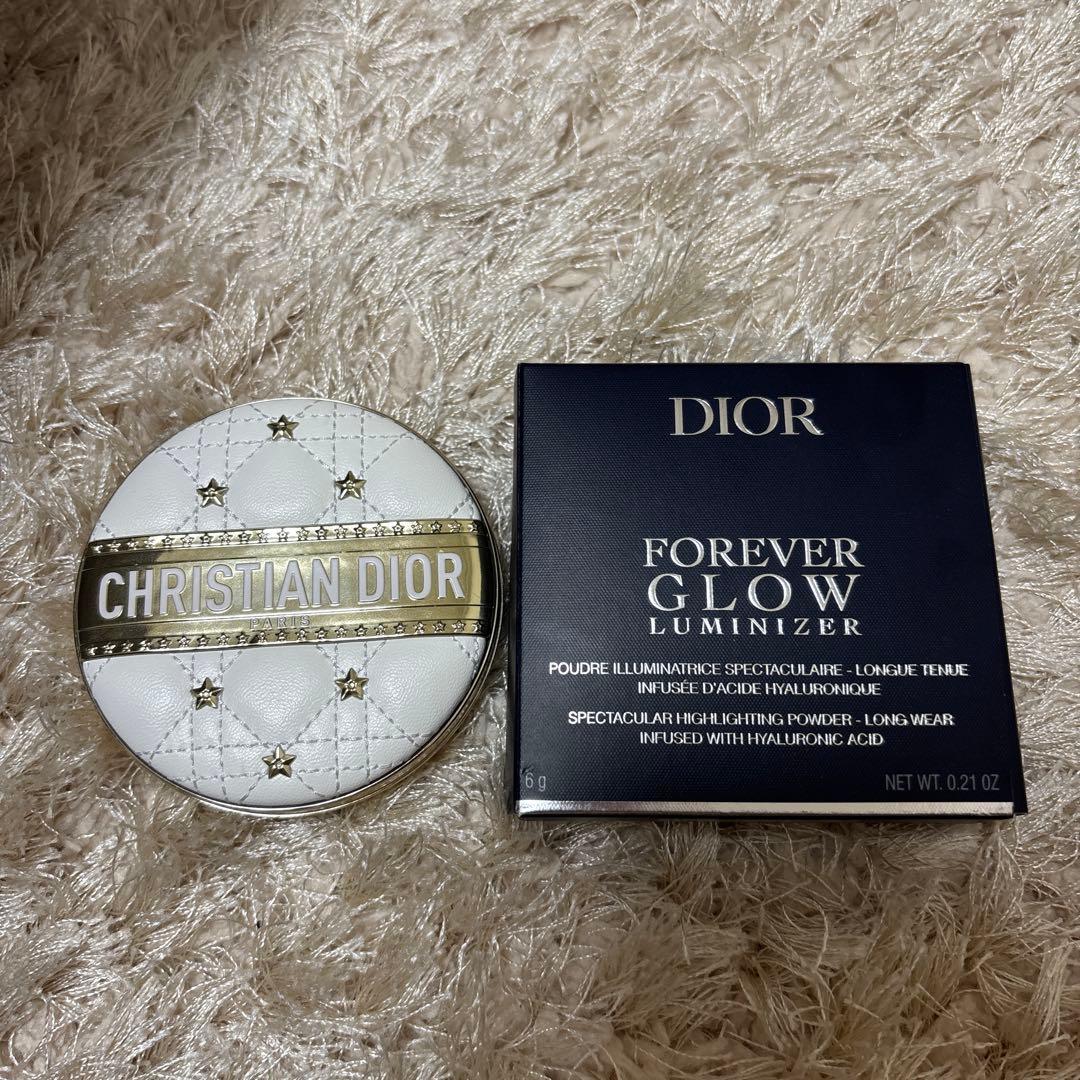 CHRISTIAN DIOR
PARIS
DIOR
FOREVER
GLOW
LUMINIZER
POUDRE ILLUMINATRICE SPECTACULAIRE - LONGUE TENUE
INFUSÉE D'ACIDE HYALURONIQUE
SPECTACULAR HIGHLIGHTING POWDER - LONG WEAR
INFUSED WITH HYALURONIC ACID
6 g NET WT. 0.21 OZ